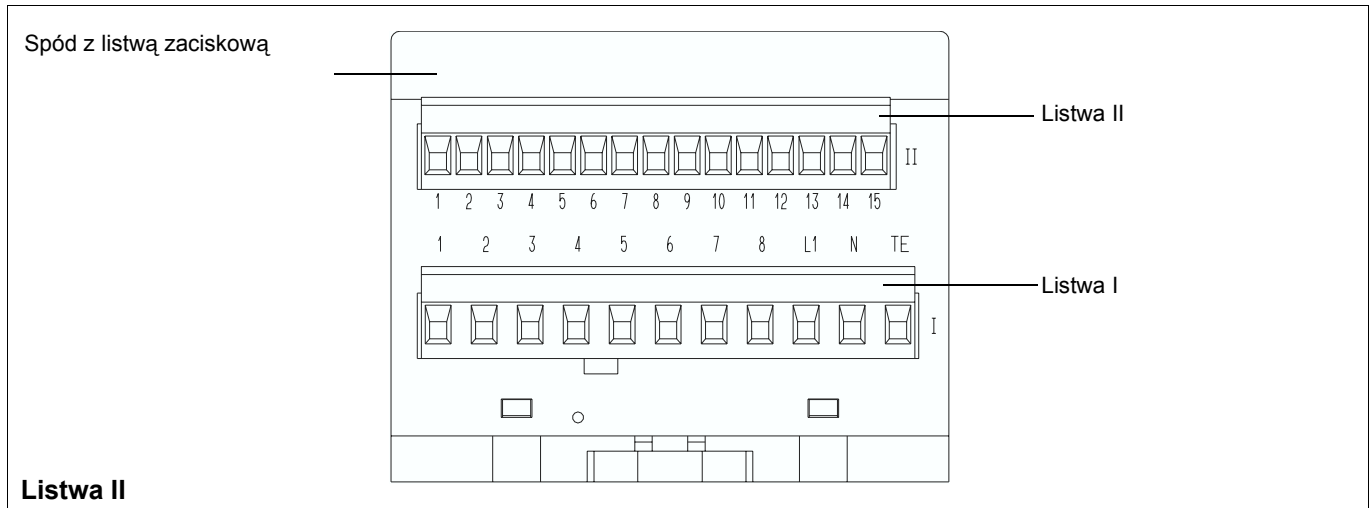 Spód z listwą zaciskową
Listwa II
II
1 2 3 4 5 6 7 8 9 10 11 12 13 14 15
1 2 3 4 5 6 7 8 L1 N TE
Listwa I
I
Listwa II